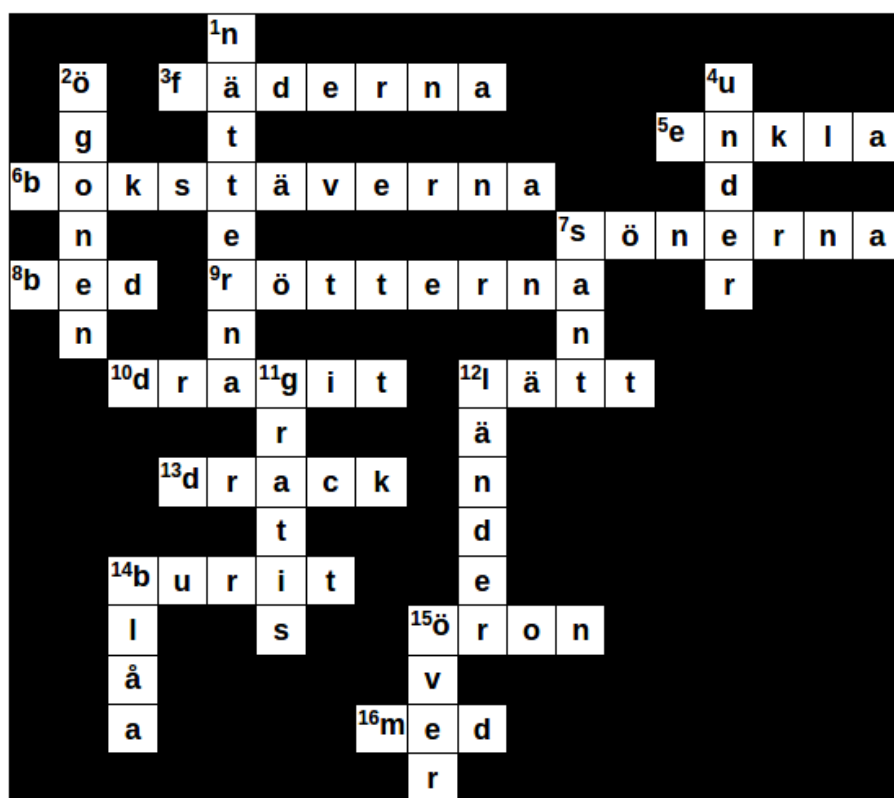 1n
2ö 3f ä d e r n a 4u
g t 5e n k l a
6b o k s t ä v e r n a d
n e 7s ö n e r n a
8b e d 9r ö t t e r n a r
n n n
10d r a 11g i t 12l ä t t
r ä
13d r a c k n
t d
14b u r i t e
l s 15ö r o n
å v
a 16m e d
r